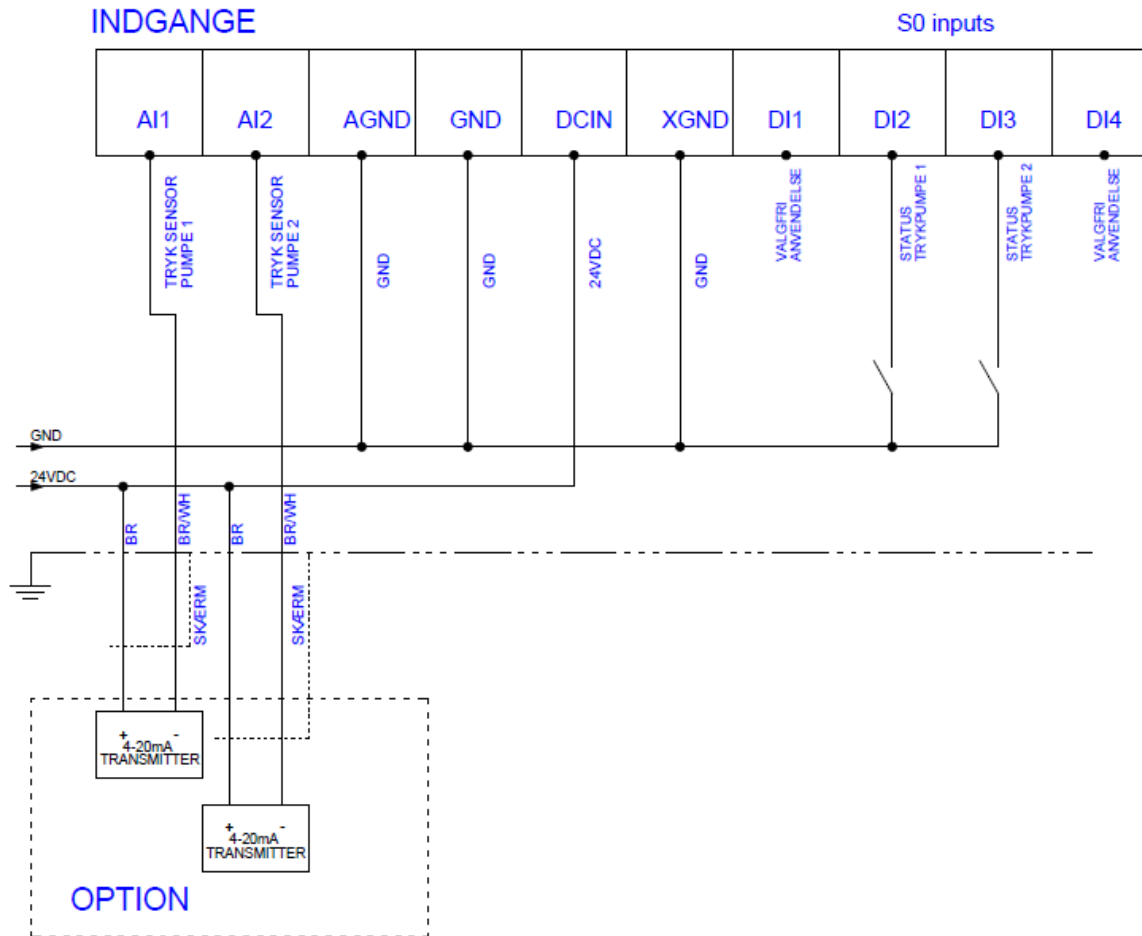 INDGANGE
S0 inputs
AI1
AI2
AGND
GND
DCIN
XGND
DI1
DI2
DI3
DI4
TRYK SENSOR
PUMPE 1
TRYK SENSOR
PUMPE 2
GND
GND
24VDC
GND
VALGFRI
ANVENDELSE
STATUS
TRYKPUMPE 1
STATUS
TRYKPUMPE 2
VALGFRI
ANVENDELSE
GND
24VDC
BR
BR/WH
BR
BR/WH
SKÆRM
SKÆRM
+ -
4-20mA
TRANSMITTER
+ -
4-20mA
TRANSMITTER
OPTION